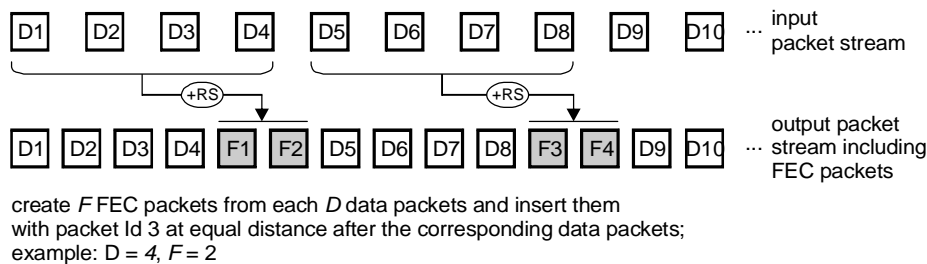 D1 D2 D3 D4 D5 D6 D7 D8 D9 D10 ... input
packet stream
+RS +RS
D1 D2 D3 D4 F1 F2 D5 D6 D7 D8 F3 F4 D9 D10 ... output packet
stream including
FEC packets
create F FEC packets from each D data packets and insert them
with packet Id 3 at equal distance after the corresponding data packets;
example: D = 4, F = 2